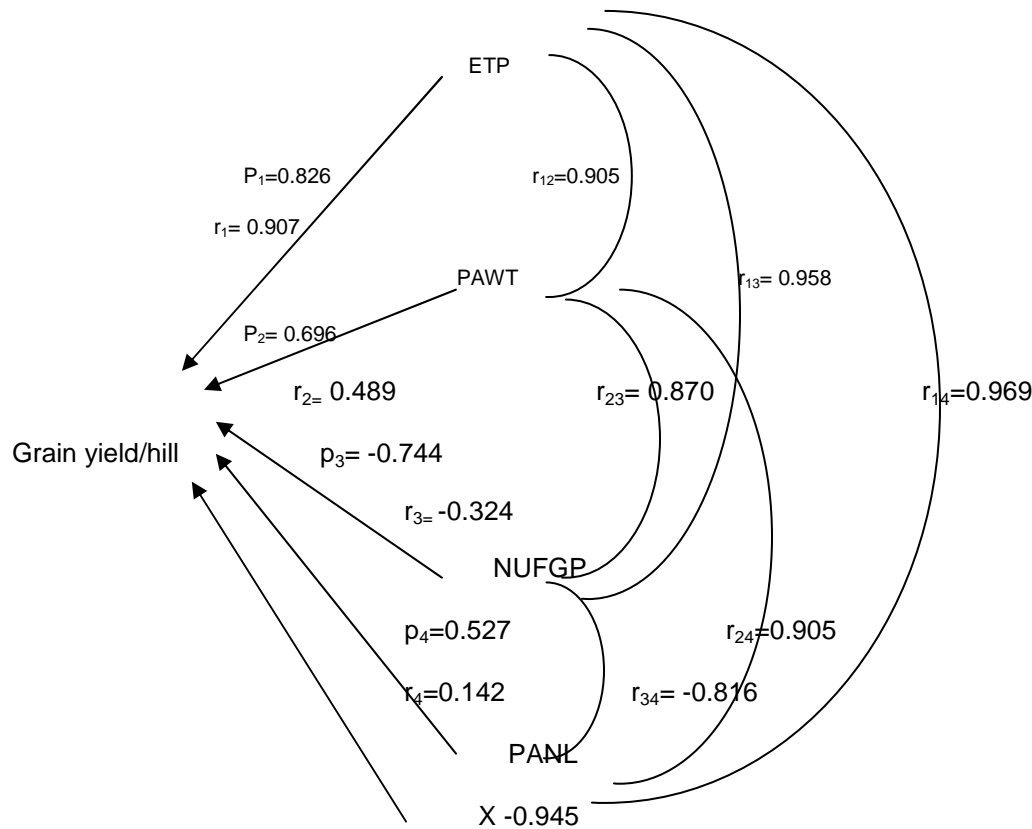 ETP
P₁=0.826
r₁₂=0.905
r₁= 0.907
PAWT
r₁₃= 0.958
P₂= 0.696
r₂₌ 0.489
r₂₃= 0.870
r₁₄=0.969
Grain yield/hill
p₃= -0.744
r₃₌ -0.324
NUFGP
p₄=0.527
r₂₄=0.905
r₄=0.142
r₃₄= -0.816
PANL
X -0.945